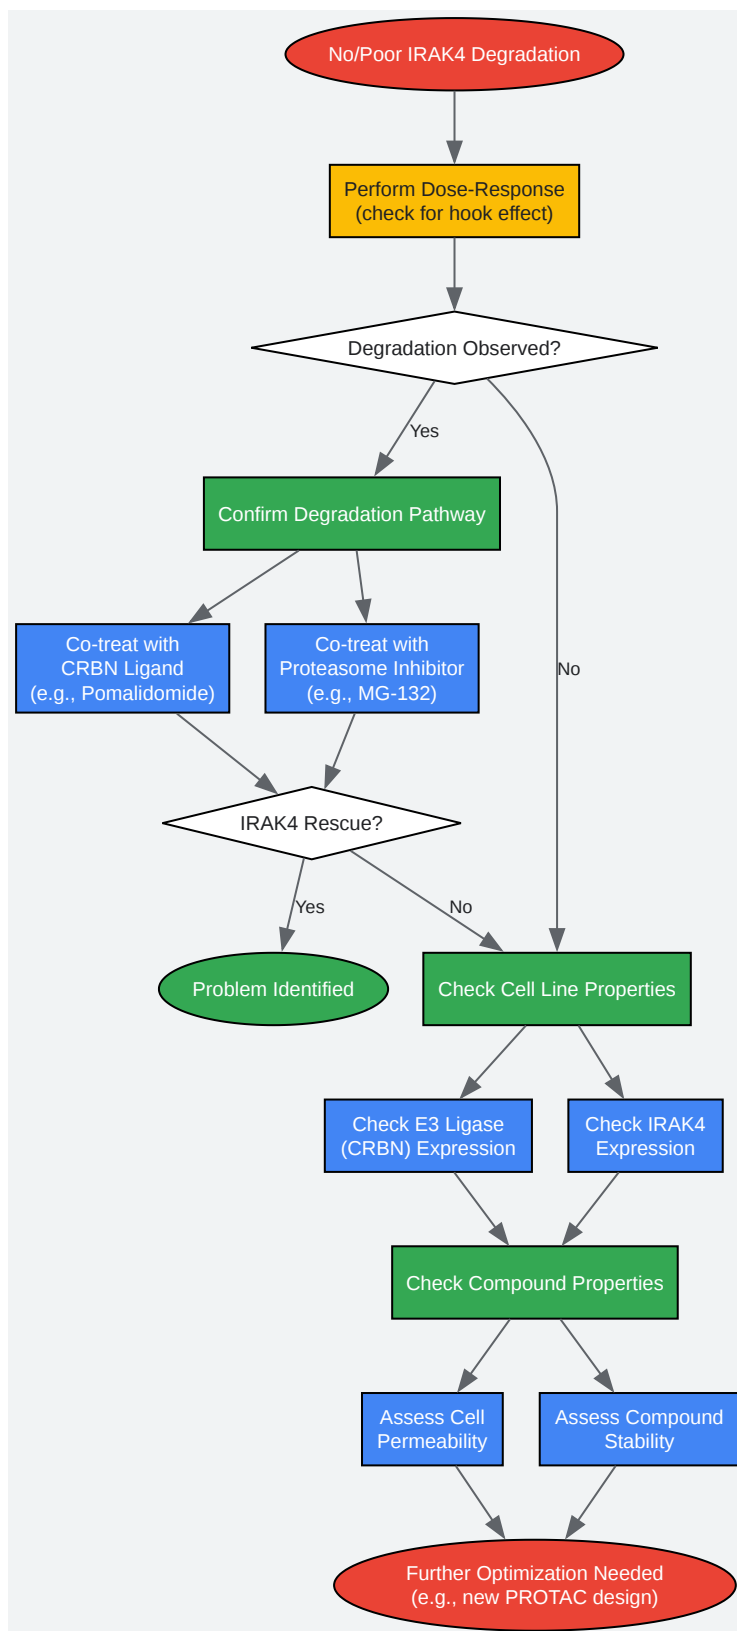 No/Poor IRAK4 Degradation
Perform Dose-Response
(check for hook effect)
Degradation Observed?
Yes
Confirm Degradation Pathway
Co-treat with
CRBN Ligand
(e.g., Pomalidomide)
Co-treat with
Proteasome Inhibitor
(e.g., MG-132)
No
IRAK4 Rescue?
Yes
No
Problem Identified
Check Cell Line Properties
Check E3 Ligase
(CRBN) Expression
Check IRAK4
Expression
Check Compound Properties
Assess Cell
Permeability
Assess Compound
Stability
Further Optimization Needed
(e.g., new PROTAC design)